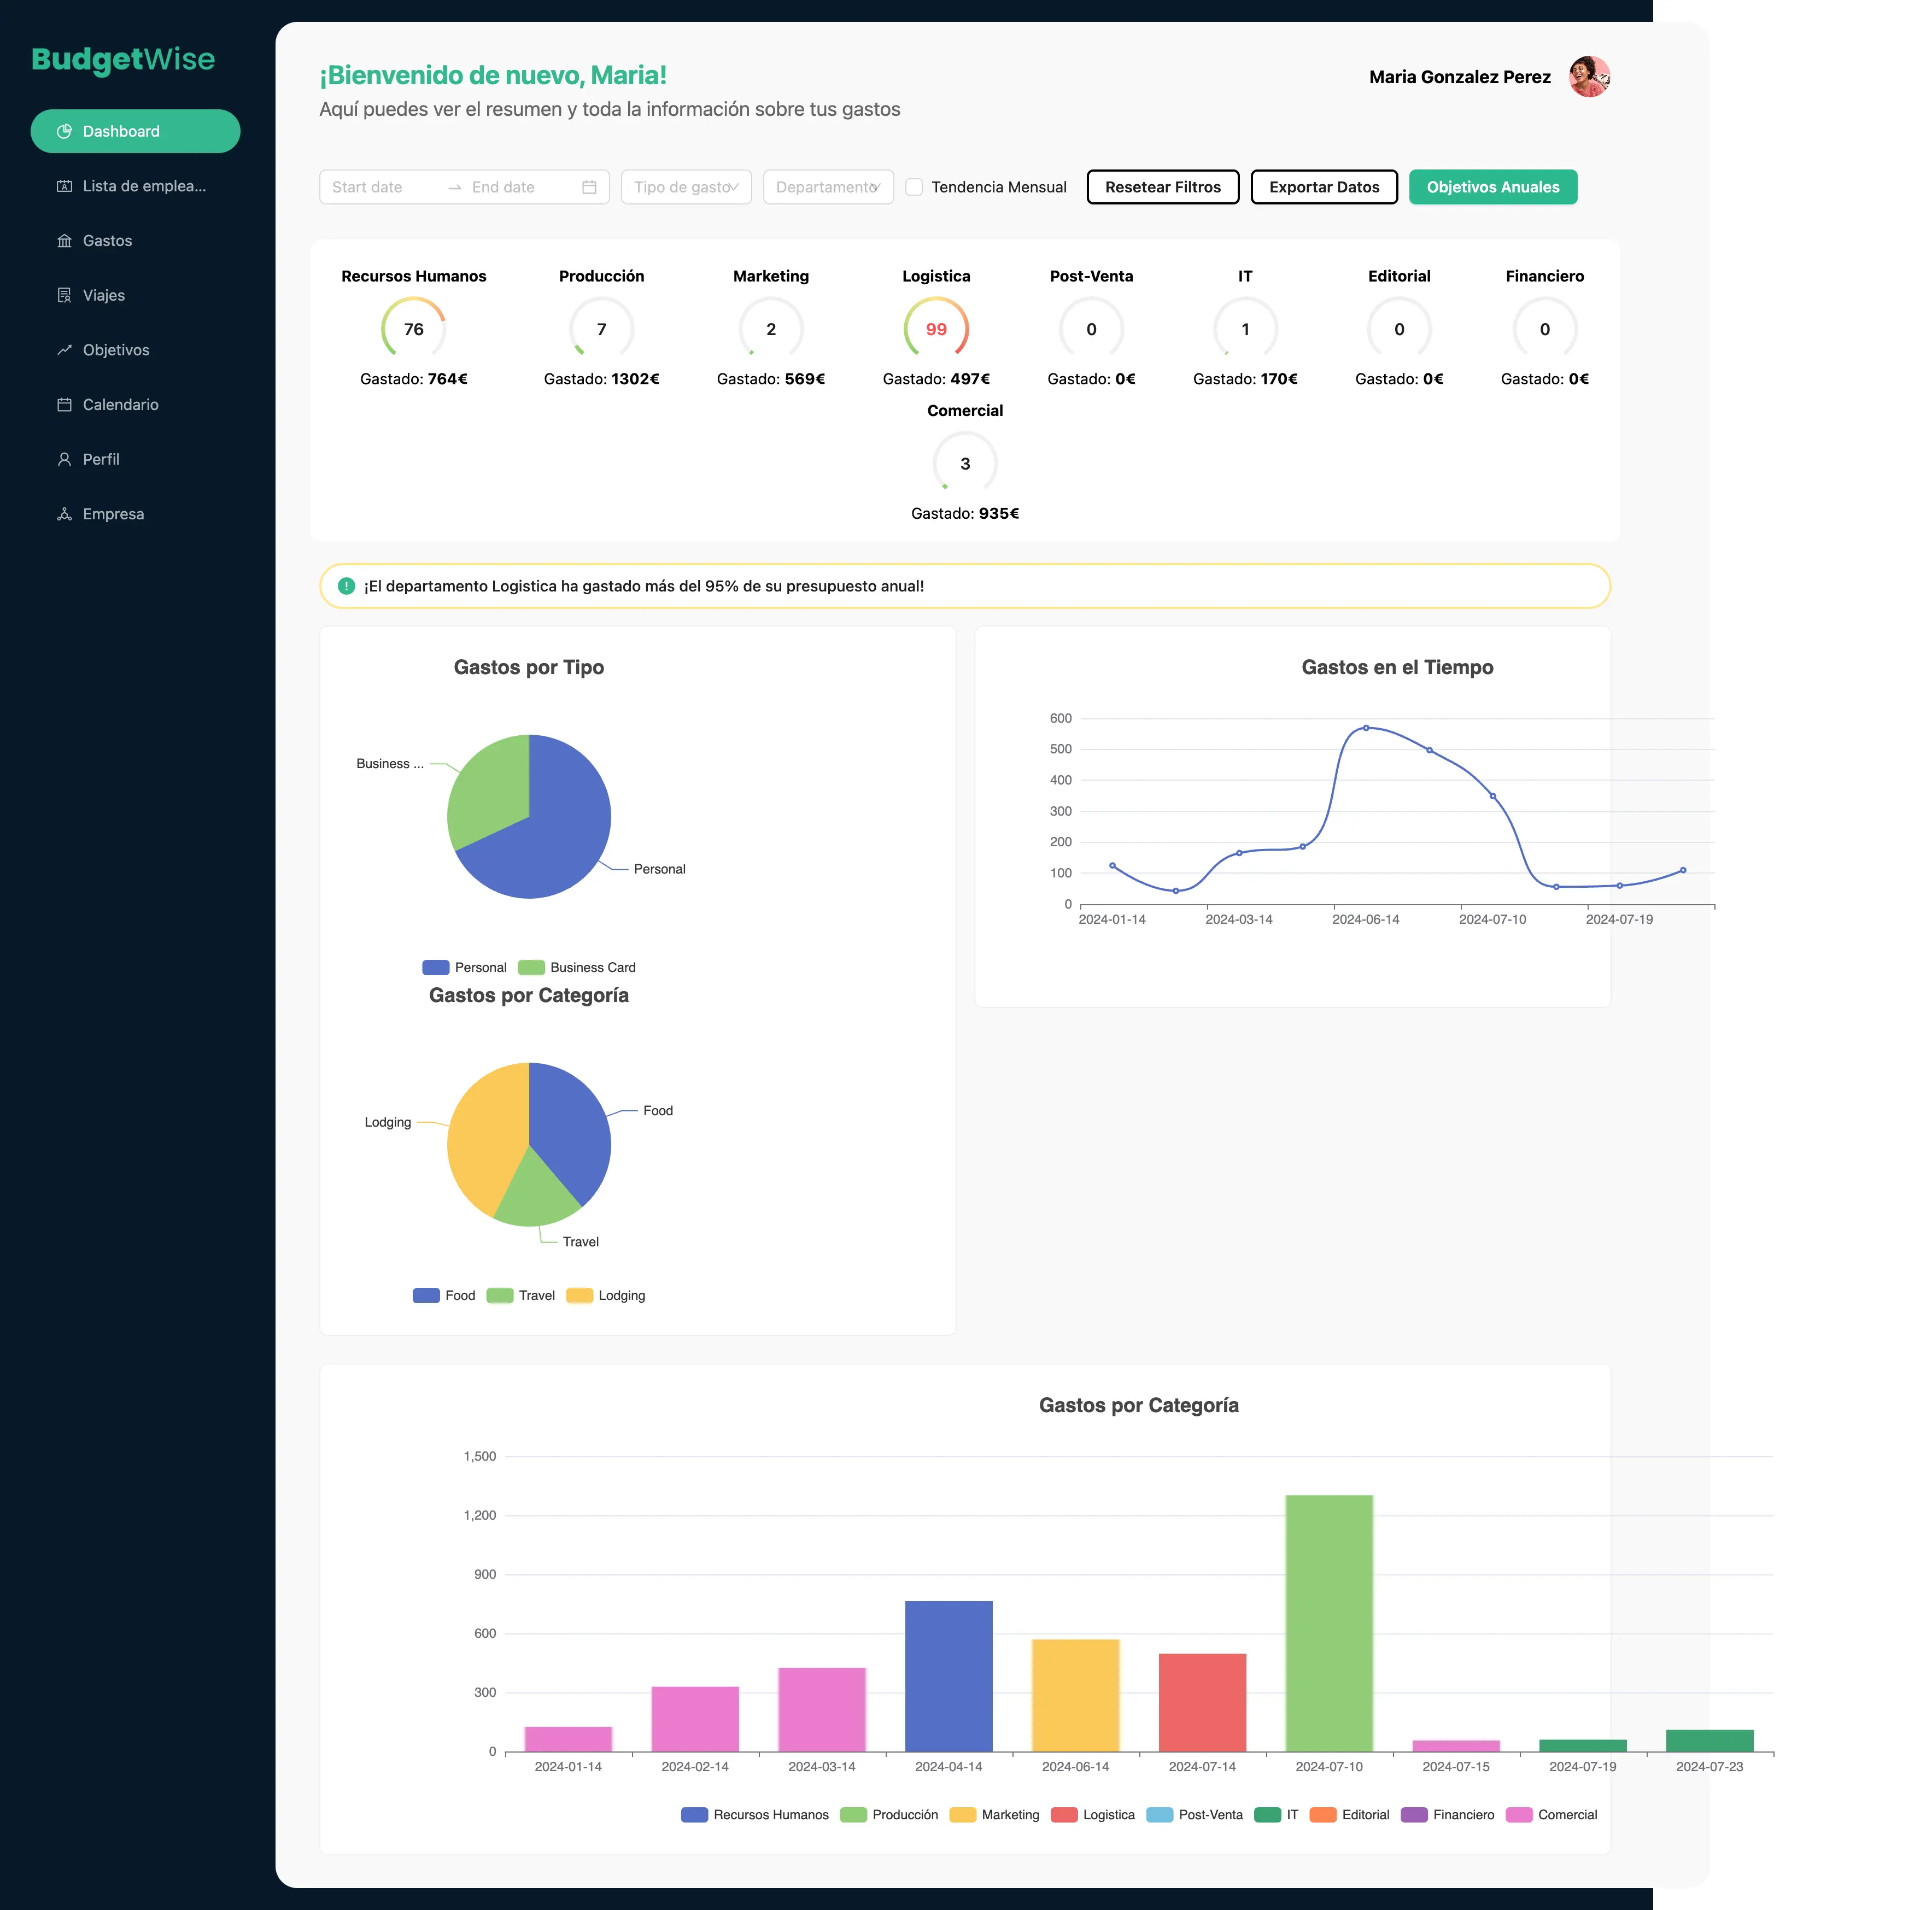 BudgetWise
Dashboard
Lista de emplea...
Gastos
Viajes
Objetivos
Calendario
Perfil
Empresa
¡Bienvenido de nuevo, Maria!
Aquí puedes ver el resumen y toda la información sobre tus gastos
Maria Gonzalez Perez
Start date End date Tipo de gasto Departamento Tendencia Mensual Resetear Filtros Exportar Datos Objetivos Anuales
Recursos Humanos Producción Marketing Logistica Post-Venta IT Editorial Financiero
76 7 2 99 0 1 0 0
Gastado: 764€ Gastado: 1302€ Gastado: 569€ Gastado: 497€ Gastado: 0€ Gastado: 170€ Gastado: 0€ Gastado: 0€
Comercial
3
Gastado: 935€
¡El departamento Logistica ha gastado más del 95% de su presupuesto anual!
Gastos por Tipo
Business ...
Personal
Personal Business Card
Gastos por Categoría
Food
Lodging
Travel
Food Travel Lodging
Gastos en el Tiempo
600
500
400
300
200
100
0
2024-01-14 2024-03-14 2024-06-14 2024-07-10 2024-07-19
Gastos por Categoría
1,500
1,200
900
600
300
0
2024-01-14 2024-02-14 2024-03-14 2024-04-14 2024-06-14 2024-07-14 2024-07-10 2024-07-15 2024-07-19 2024-07-23
Recursos Humanos Producción Marketing Logistica Post-Venta IT Editorial Financiero Comercial